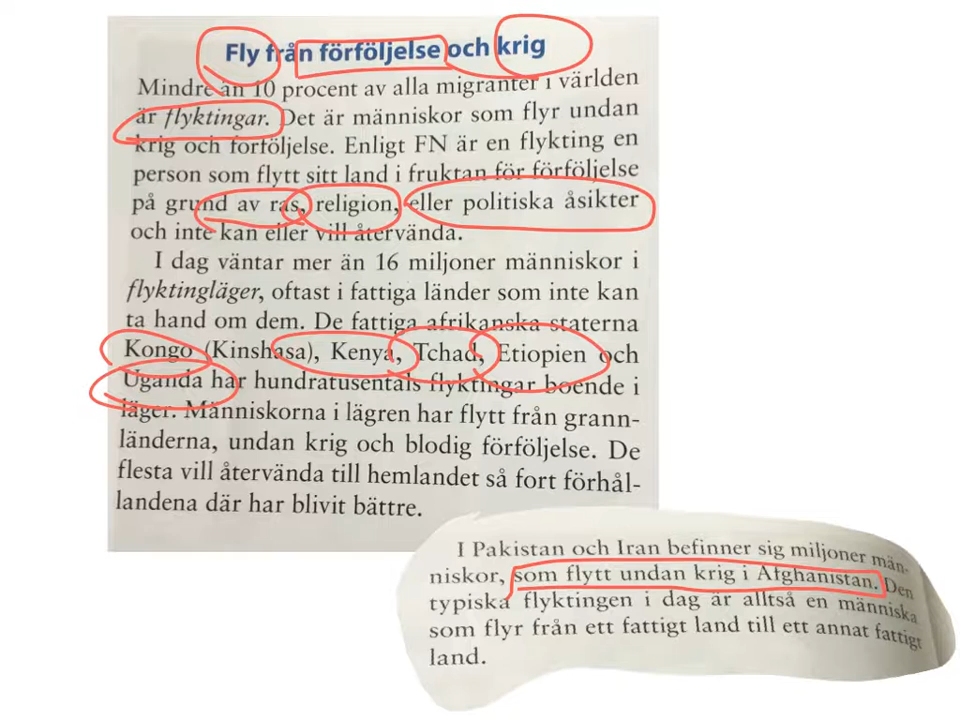 Fly från förföljelse och krig
Mindre än 10 procent av alla migranter i världen
är flyktingar. Det är människor som flyr undan
krig och förföljelse. Enligt FN är en flykting en
person som flytt sitt land i fruktan för förföljelse
på grund av ras, religion, eller politiska åsikter
och inte kan eller vill återvända.
I dag väntar mer än 16 miljoner människor i
flyktingläger, oftast i fattiga länder som inte kan
ta hand om dem. De fattiga afrikanska staterna
Kongo (Kinshasa), Kenya, Tchad, Etiopien och
Uganda har hundratusentals flyktingar boende i
läger. Människorna i lägren har flytt från grann-
länderna, undan krig och blodig förföljelse. De
flesta vill återvända till hemlandet så fort förhål-
landena där har blivit bättre.
I Pakistan och Iran befinner sig miljoner män-
niskor, som flytt undan krig i Afghanistan. Den
typiska flyktingen i dag är alltså en människa
som flyr från ett fattigt land till ett annat fattigt
land.